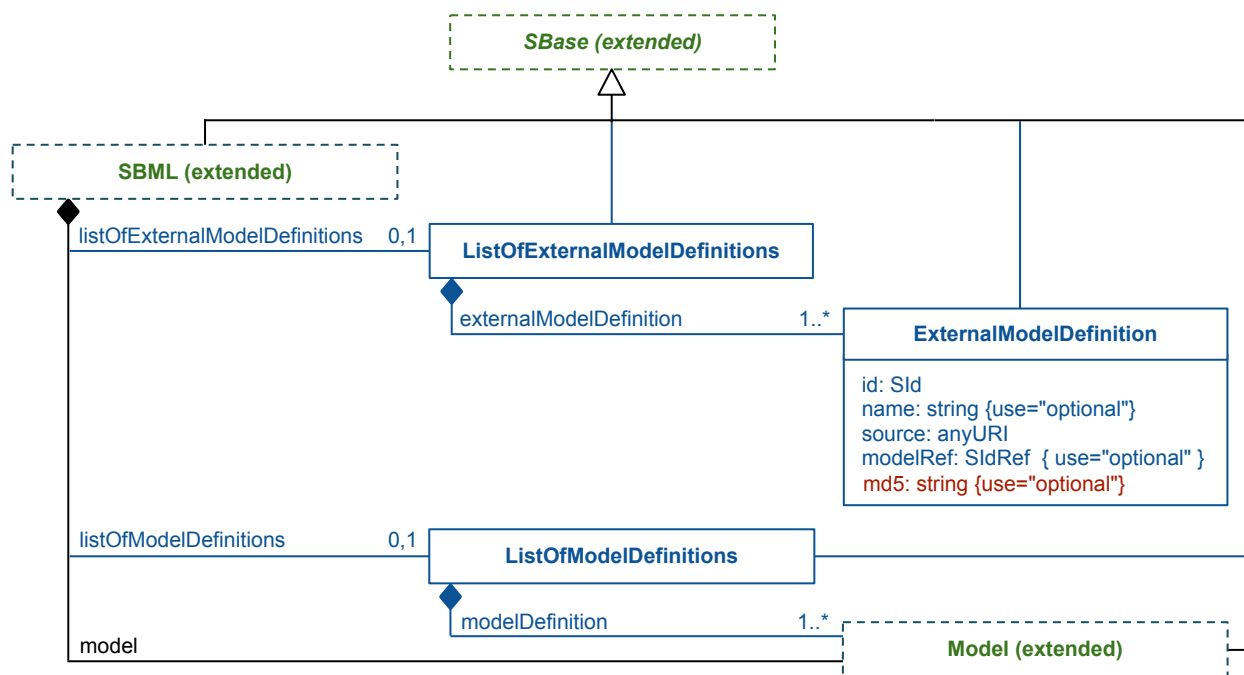 SBase (extended)
SBML (extended)
listOfExternalModelDefinitions 0,1
ListOfExternalModelDefinitions
externalModelDefinition 1..*
ExternalModelDefinition
id: SId
name: string {use="optional"}
source: anyURI
modelRef: SIdRef { use="optional" }
md5: string {use="optional"}
listOfModelDefinitions 0,1
ListOfModelDefinitions
modelDefinition 1..*
model
Model (extended)